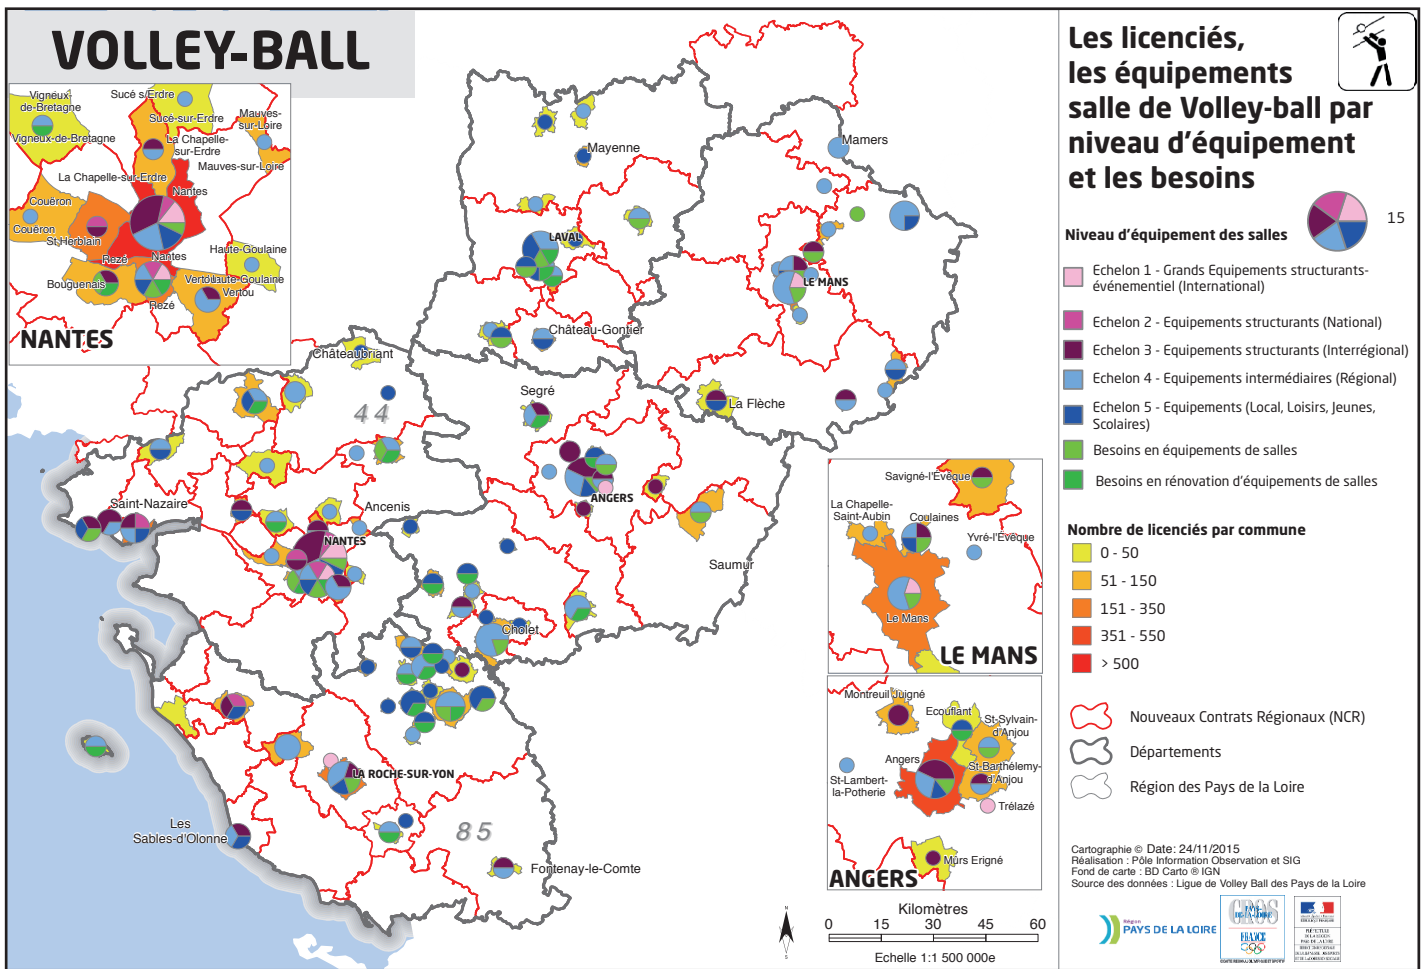 VOLLEY-BALL
Vigneux-
de-Bretagne
Vigneux-de-Bretagne
Sucé s/Erdre
Sucé-sur-Erdre
Mauves-
sur-Loire
Mauves-sur-Loire
La Chapelle-
sur-Erdre
La Chapelle-sur-Erdre
Nantes
Couëron
Couëron
St Herblain
Rezé
Nantes
Haute-Goulaine
Haute-Goulaine
Bouguenais
Vertou
Vertou
Rezé
NANTES
Mayenne
Mamers
LAVAL
LE MANS
Château-Gontier
Châteaubriant
Segré
La Flèche
44
Saint-Nazaire
Ancenis
ANGERS
NANTES
Saumur
Cholet
LA ROCHE-SUR-YON
Les
Sables-d'Olonne
85
Fontenay-le-Comte
Savigné-l'Évêque
La Chapelle-
Saint-Aubin
Coulaines
Yvré-l'Évêque
Le Mans
LE MANS
Montreuil Juigné
Ecouflant
St-Sylvain-
d'Anjou
Angers
St-Barthélemy-
d'Anjou
St-Lambert-
la-Potherie
Trélazé
Mûrs Erigné
ANGERS
N
S
Kilomètres
0 15 30 45 60
Echelle 1:1 500 000e
Les licenciés,
les équipements
salle de Volley-ball par
niveau d'équipement
et les besoins
15
Niveau d'équipement des salles
Echelon 1 - Grands Equipements structurants-
événementiel (International)
Echelon 2 - Equipements structurants (National)
Echelon 3 - Equipements structurants (Interrégional)
Echelon 4 - Equipements intermédiaires (Régional)
Echelon 5 - Equipements (Local, Loisirs, Jeunes,
Scolaires)
Besoins en équipements de salles
Besoins en rénovation d'équipements de salles
Nombre de licenciés par commune
0 - 50
51 - 150
151 - 350
351 - 550
> 500
Nouveaux Contrats Régionaux (NCR)
Départements
Région des Pays de la Loire
Cartographie © Date: 24/11/2015
Réalisation : Pôle Information Observation et SIG
Fond de carte : BD Carto ® IGN
Source des données : Ligue de Volley Ball des Pays de la Loire
Région
PAYS DE LA LOIRE
CROS
PAYS-
DE-LA-LOIRE
FRANCE